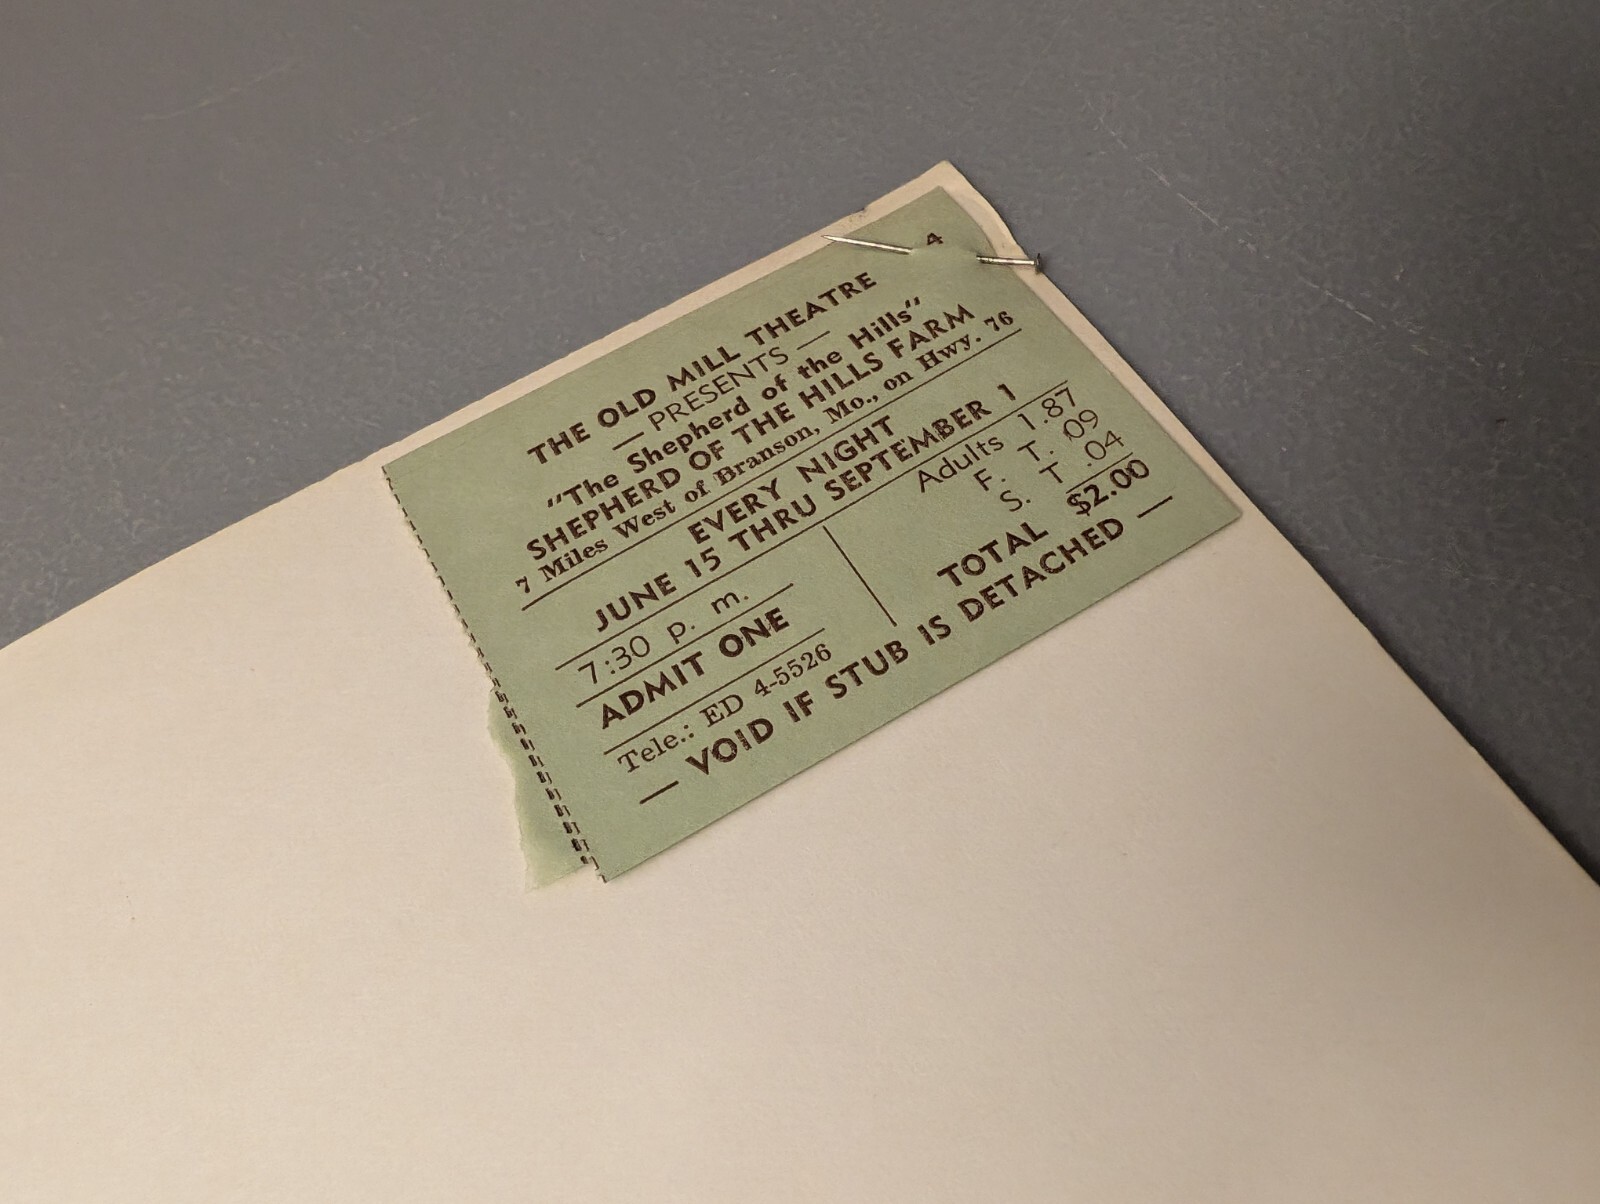 4
THE OLD MILL THEATRE
— PRESENTS —
"The Shepherd of the Hills"
SHEPHERD OF THE HILLS FARM
7 Miles West of Branson, Mo., on Hwy. 76
EVERY NIGHT
JUNE 15 THRU SEPTEMBER 1
7:30 p. m.
ADMIT ONE
Tele.: ED 4-5526
Adults 1.87
F. T. .09
S. T .04
TOTAL $2.00
— VOID IF STUB IS DETACHED —